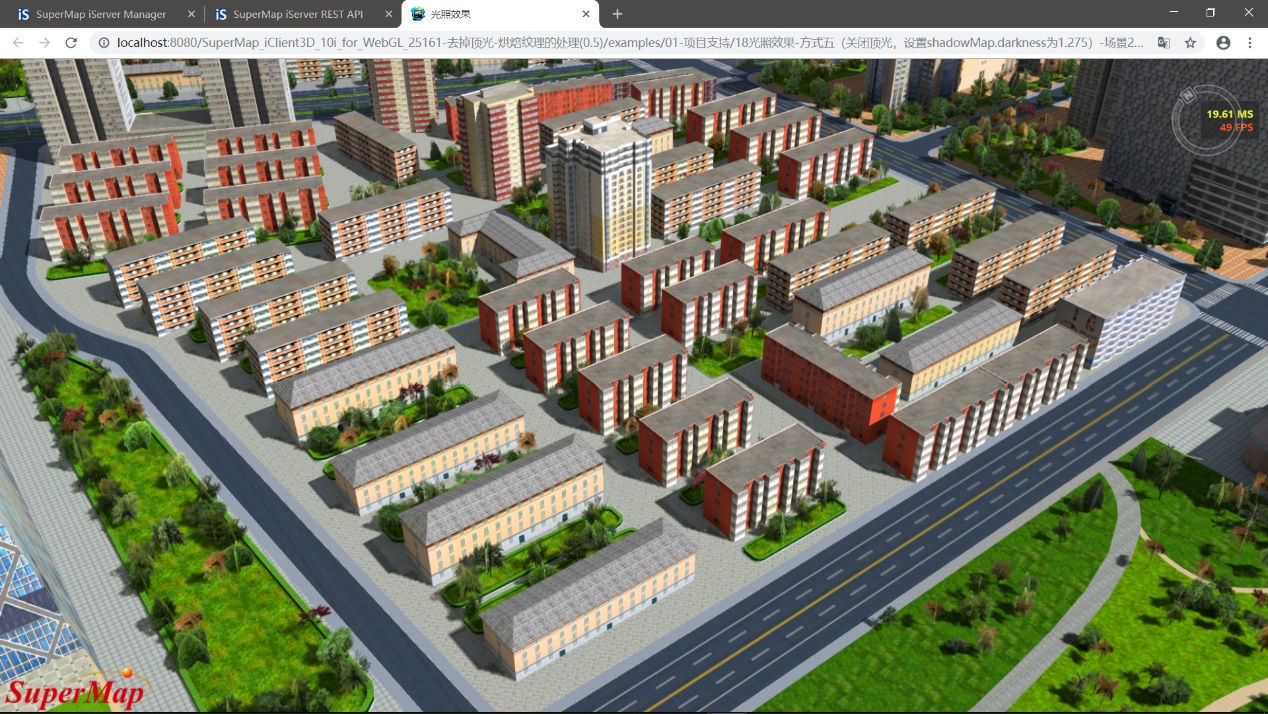 SuperMap iServer Manager
SuperMap iServer REST API
光照效果
localhost:8080/SuperMap_iClient3D_10i_for_WebGL_25161-去掉顶光-烘焙纹理的处理(0.5)/examples/01-项目支持/18光照效果-方式五（关闭顶光，设置shadowMap.darkness为1.275）-场景2...
N
19.61 MS
49 FPS
SuperMap